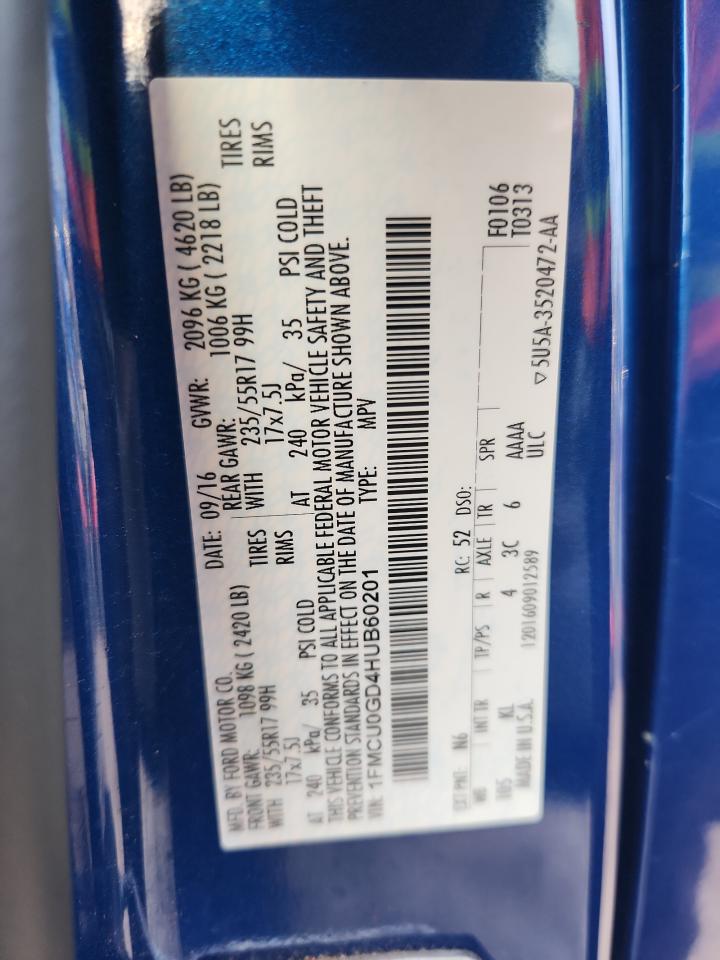 MFD. BY FORD MOTOR CO. DATE: 09/16 GVWR: 2096 KG ( 4620 LB)
FRONT GAWR: 1098 KG ( 2420 LB) REAR GAWR: 1006 KG ( 2218 LB)
WITH 235/55R17 99H TIRES WITH 235/55R17 99H TIRES
17x7.5J RIMS 17x7.5J RIMS
AT 240 kPa/ 35 PSI COLD AT 240 kPa/ 35 PSI COLD
THIS VEHICLE CONFORMS TO ALL APPLICABLE FEDERAL MOTOR VEHICLE SAFETY AND THEFT
PREVENTION STANDARDS IN EFFECT ON THE DATE OF MANUFACTURE SHOWN ABOVE.
VIN: 1FMCU0GD4HUB60201 TYPE: MPV
EXT PNT: N6 RC: 52 DSO:
WB INT TR TP/PS R AXLE TR SPR F0106
105 KL 4 3C 6 AAAA T0313
MADE IN U.S.A. 1201609012589 ULC
▽ 5U5A-3520472-AA